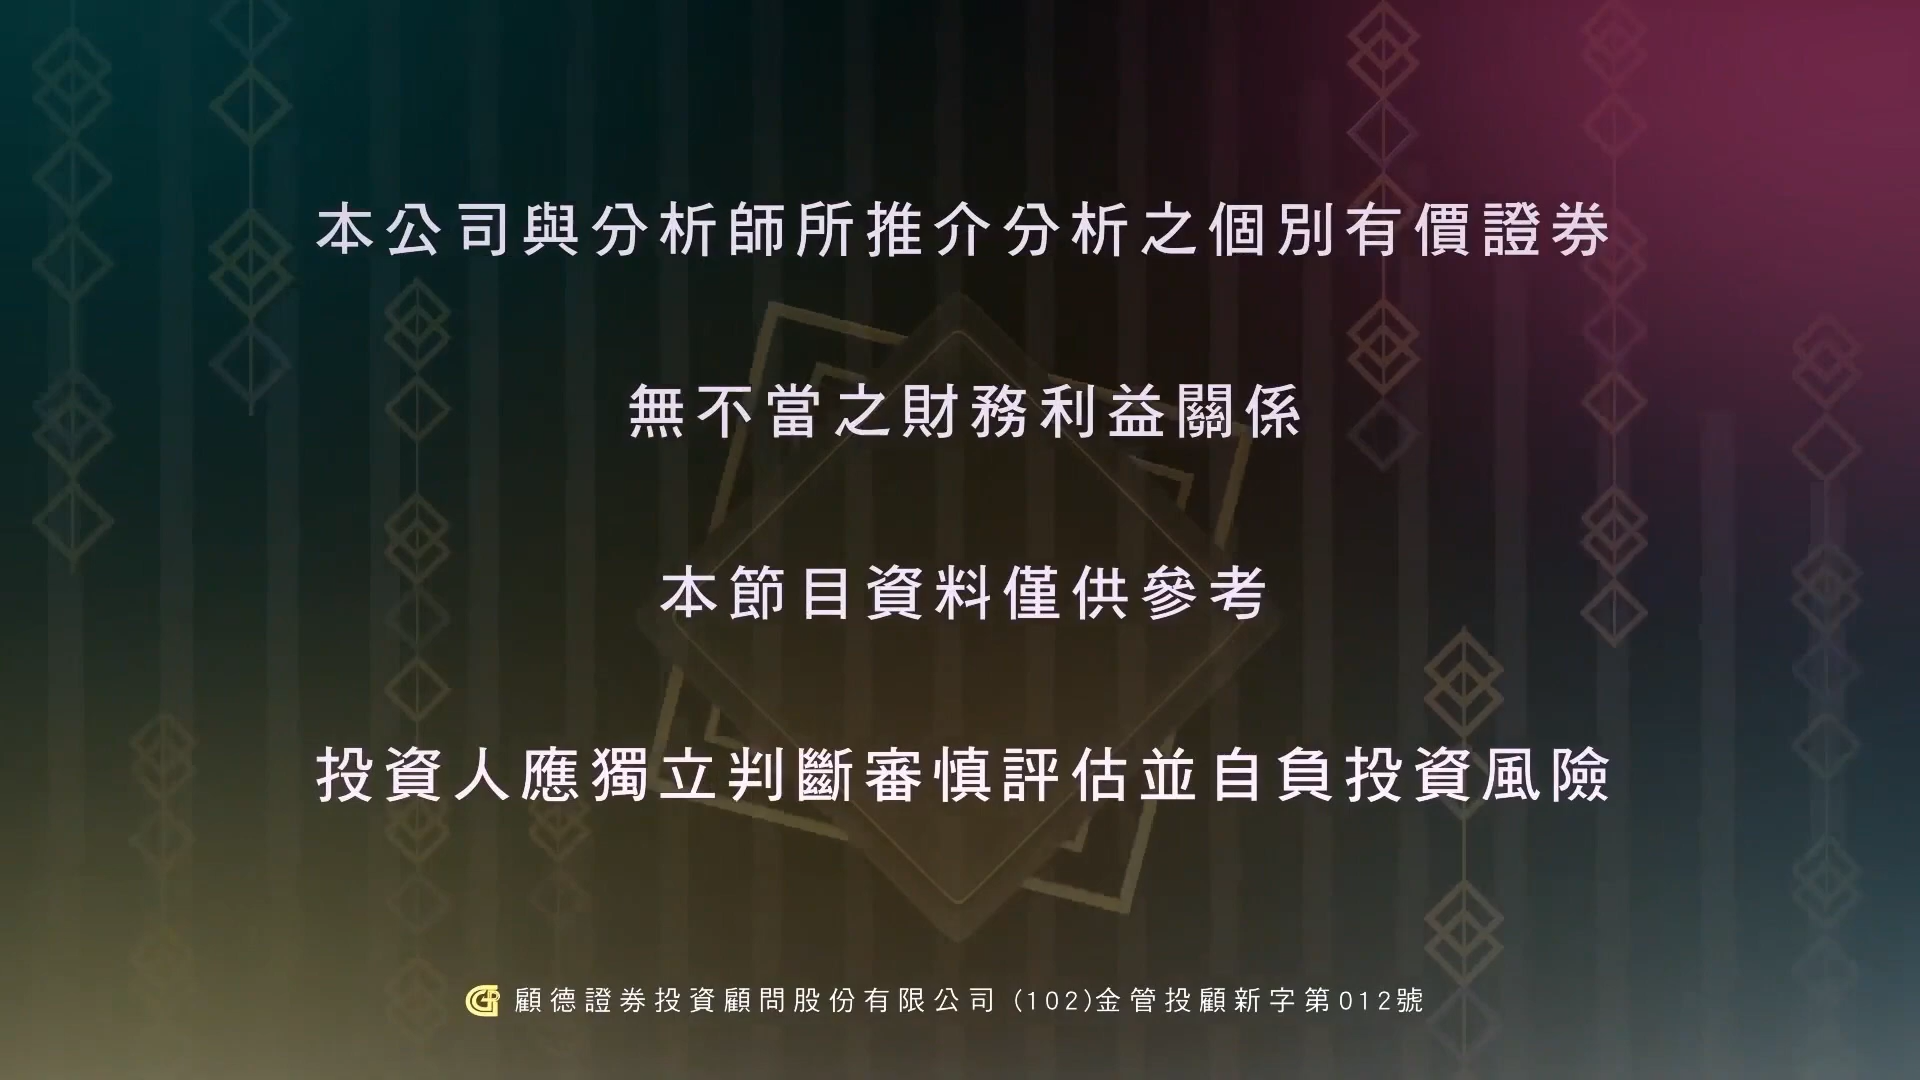 本公司與分析師所推介分析之個別有價證券
無不當之財務利益關係
本節目資料僅供參考
投資人應獨立判斷審慎評估並自負投資風險
顧德證券投資顧問股份有限公司 (102)金管投顧新字第012號